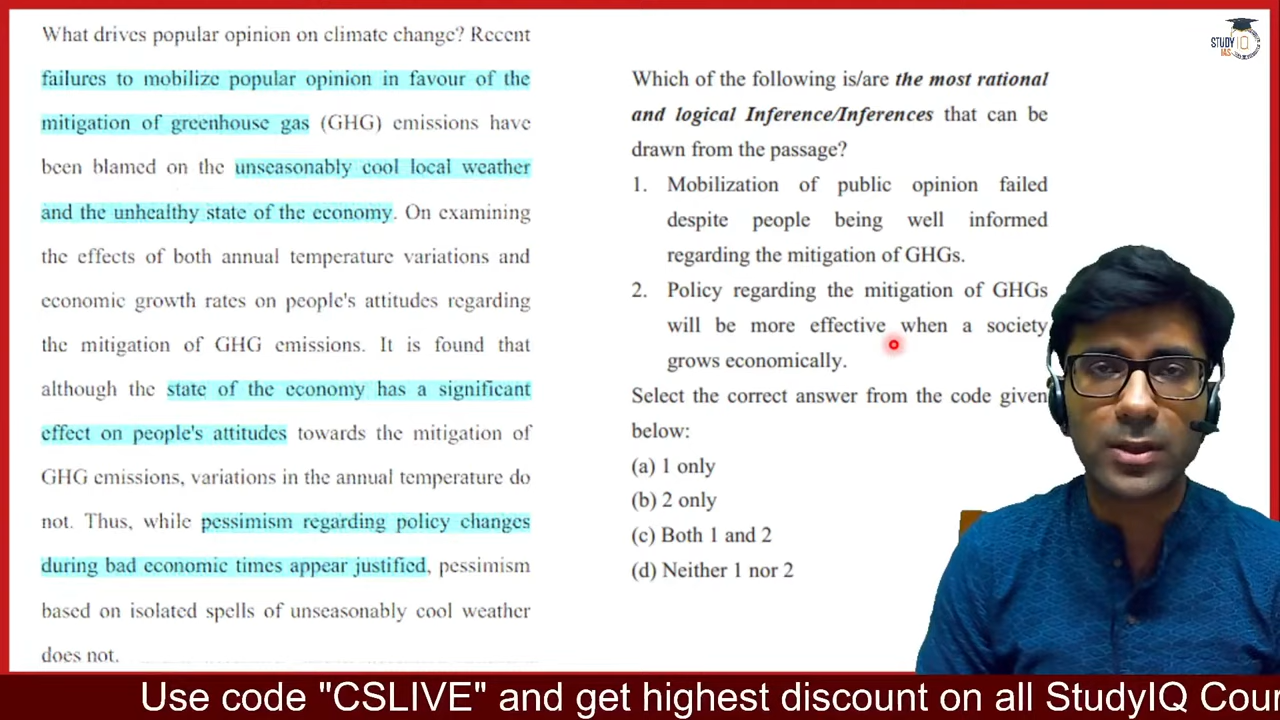 What drives popular opinion on climate change? Recent
failures to mobilize popular opinion in favour of the
mitigation of greenhouse gas (GHG) emissions have
been blamed on the unseasonably cool local weather
and the unhealthy state of the economy. On examining
the effects of both annual temperature variations and
economic growth rates on people's attitudes regarding
the mitigation of GHG emissions. It is found that
although the state of the economy has a significant
effect on people's attitudes towards the mitigation of
GHG emissions, variations in the annual temperature do
not. Thus, while pessimism regarding policy changes
during bad economic times appear justified, pessimism
based on isolated spells of unseasonably cool weather
does not.
STUDY IQ
IAS
Which of the following is/are the most rational
and logical Inference/Inferences that can be
drawn from the passage?
1. Mobilization of public opinion failed
despite people being well informed
regarding the mitigation of GHGs.
2. Policy regarding the mitigation of GHGs
will be more effective when a society
grows economically.
Select the correct answer from the code given
below:
(a) 1 only
(b) 2 only
(c) Both 1 and 2
(d) Neither 1 nor 2
Use code "CSLIVE" and get highest discount on all StudyIQ Cour